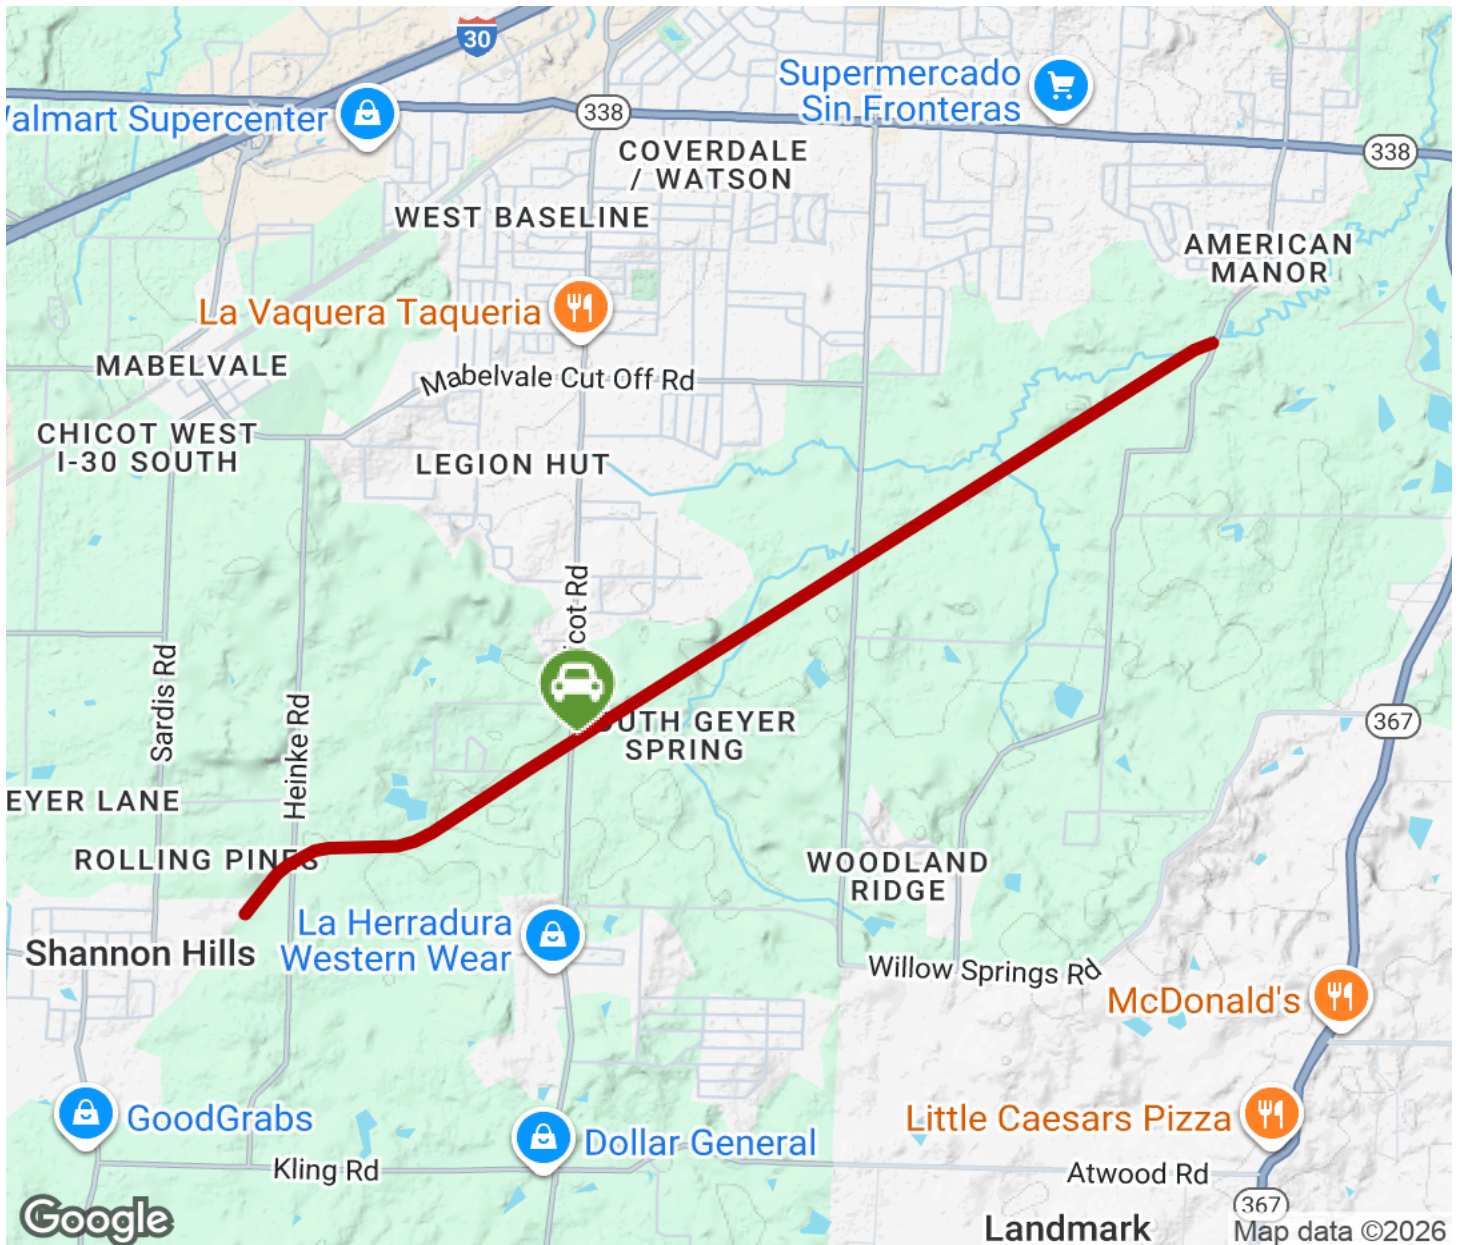 30
338
Supermercado
Sin Fronteras
almart Supercenter
338
COVERDALE
/ WATSON
WEST BASELINE
AMERICAN
MANOR
La Vaquera Taqueria
MABELVALE
Mabelvale Cut Off Rd
CHICOT WEST
I-30 SOUTH
LEGION HUT
icot Rd
Sardis Rd
Heinke Rd
UTH GEYER
SPRING
367
EYER LANE
ROLLING PINES
WOODLAND
RIDGE
La Herradura
Western Wear
Shannon Hills
Willow Springs Rd
McDonald's
GoodGrabs
Little Caesars Pizza
Dollar General
Kling Rd
Atwood Rd
367
Google
Landmark
Map data ©2026